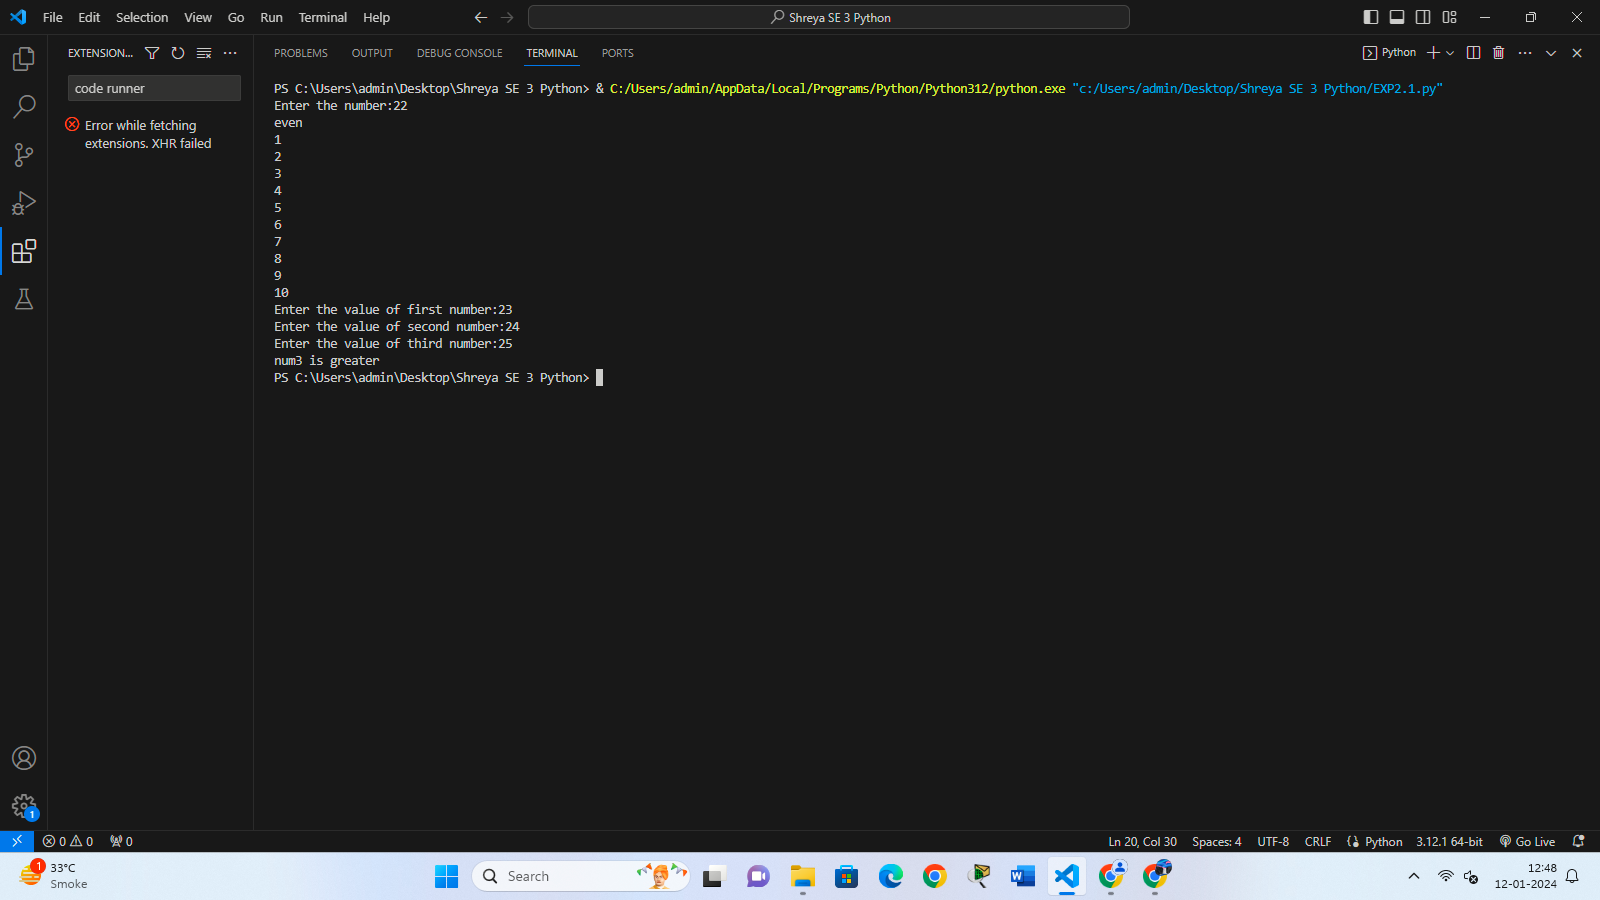 File Edit Selection View Go Run Terminal Help
Shreya SE 3 Python
EXTENSION...
code runner
Error while fetching
extensions. XHR failed
PROBLEMS OUTPUT DEBUG CONSOLE TERMINAL PORTS
Python
PS C:\Users\admin\Desktop\Shreya SE 3 Python> & C:/Users/admin/AppData/Local/Programs/Python/Python312/python.exe "c:/Users/admin/Desktop/Shreya SE 3 Python/EXP2.1.py"
Enter the number:22
even
1
2
3
4
5
6
7
8
9
10
Enter the value of first number:23
Enter the value of second number:24
Enter the value of third number:25
num3 is greater
PS C:\Users\admin\Desktop\Shreya SE 3 Python>
1
0 0 0
Ln 20, Col 30 Spaces: 4 UTF-8 CRLF Python 3.12.1 64-bit Go Live
1
33°C
Smoke
Search
12:48
12-01-2024